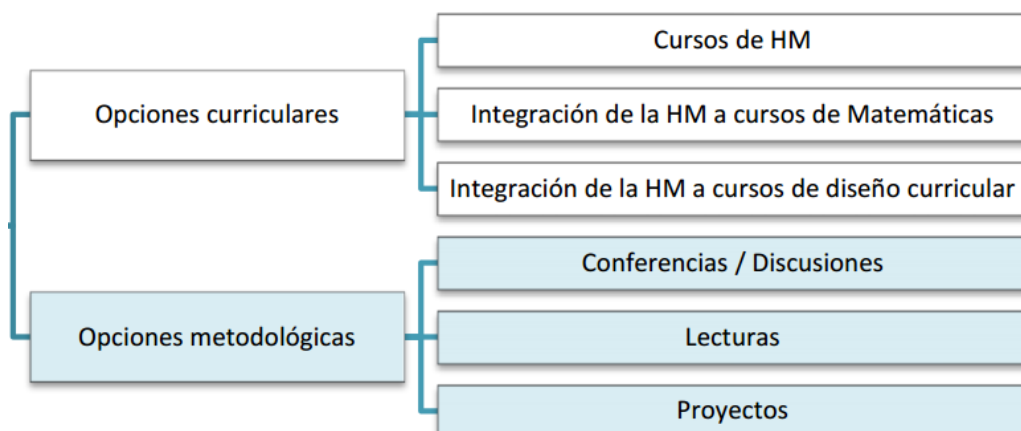 Opciones curriculares
Cursos de HM
Integración de la HM a cursos de Matemáticas
Integración de la HM a cursos de diseño curricular
Opciones metodológicas
Conferencias / Discusiones
Lecturas
Proyectos